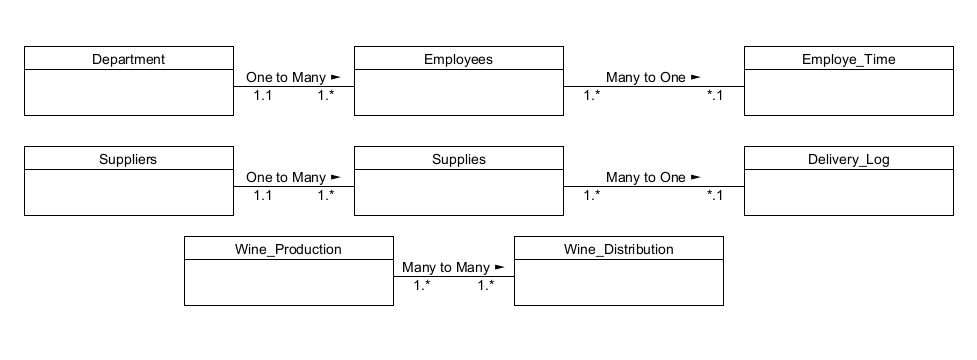 Department
Employees
Employe_Time
One to Many ►
Many to One ►
1.1
1.*
1.*
*.1
Suppliers
Supplies
Delivery_Log
One to Many ►
Many to One ►
1.1
1.*
1.*
*.1
Wine_Production
Wine_Distribution
Many to Many ►
1.*
1.*